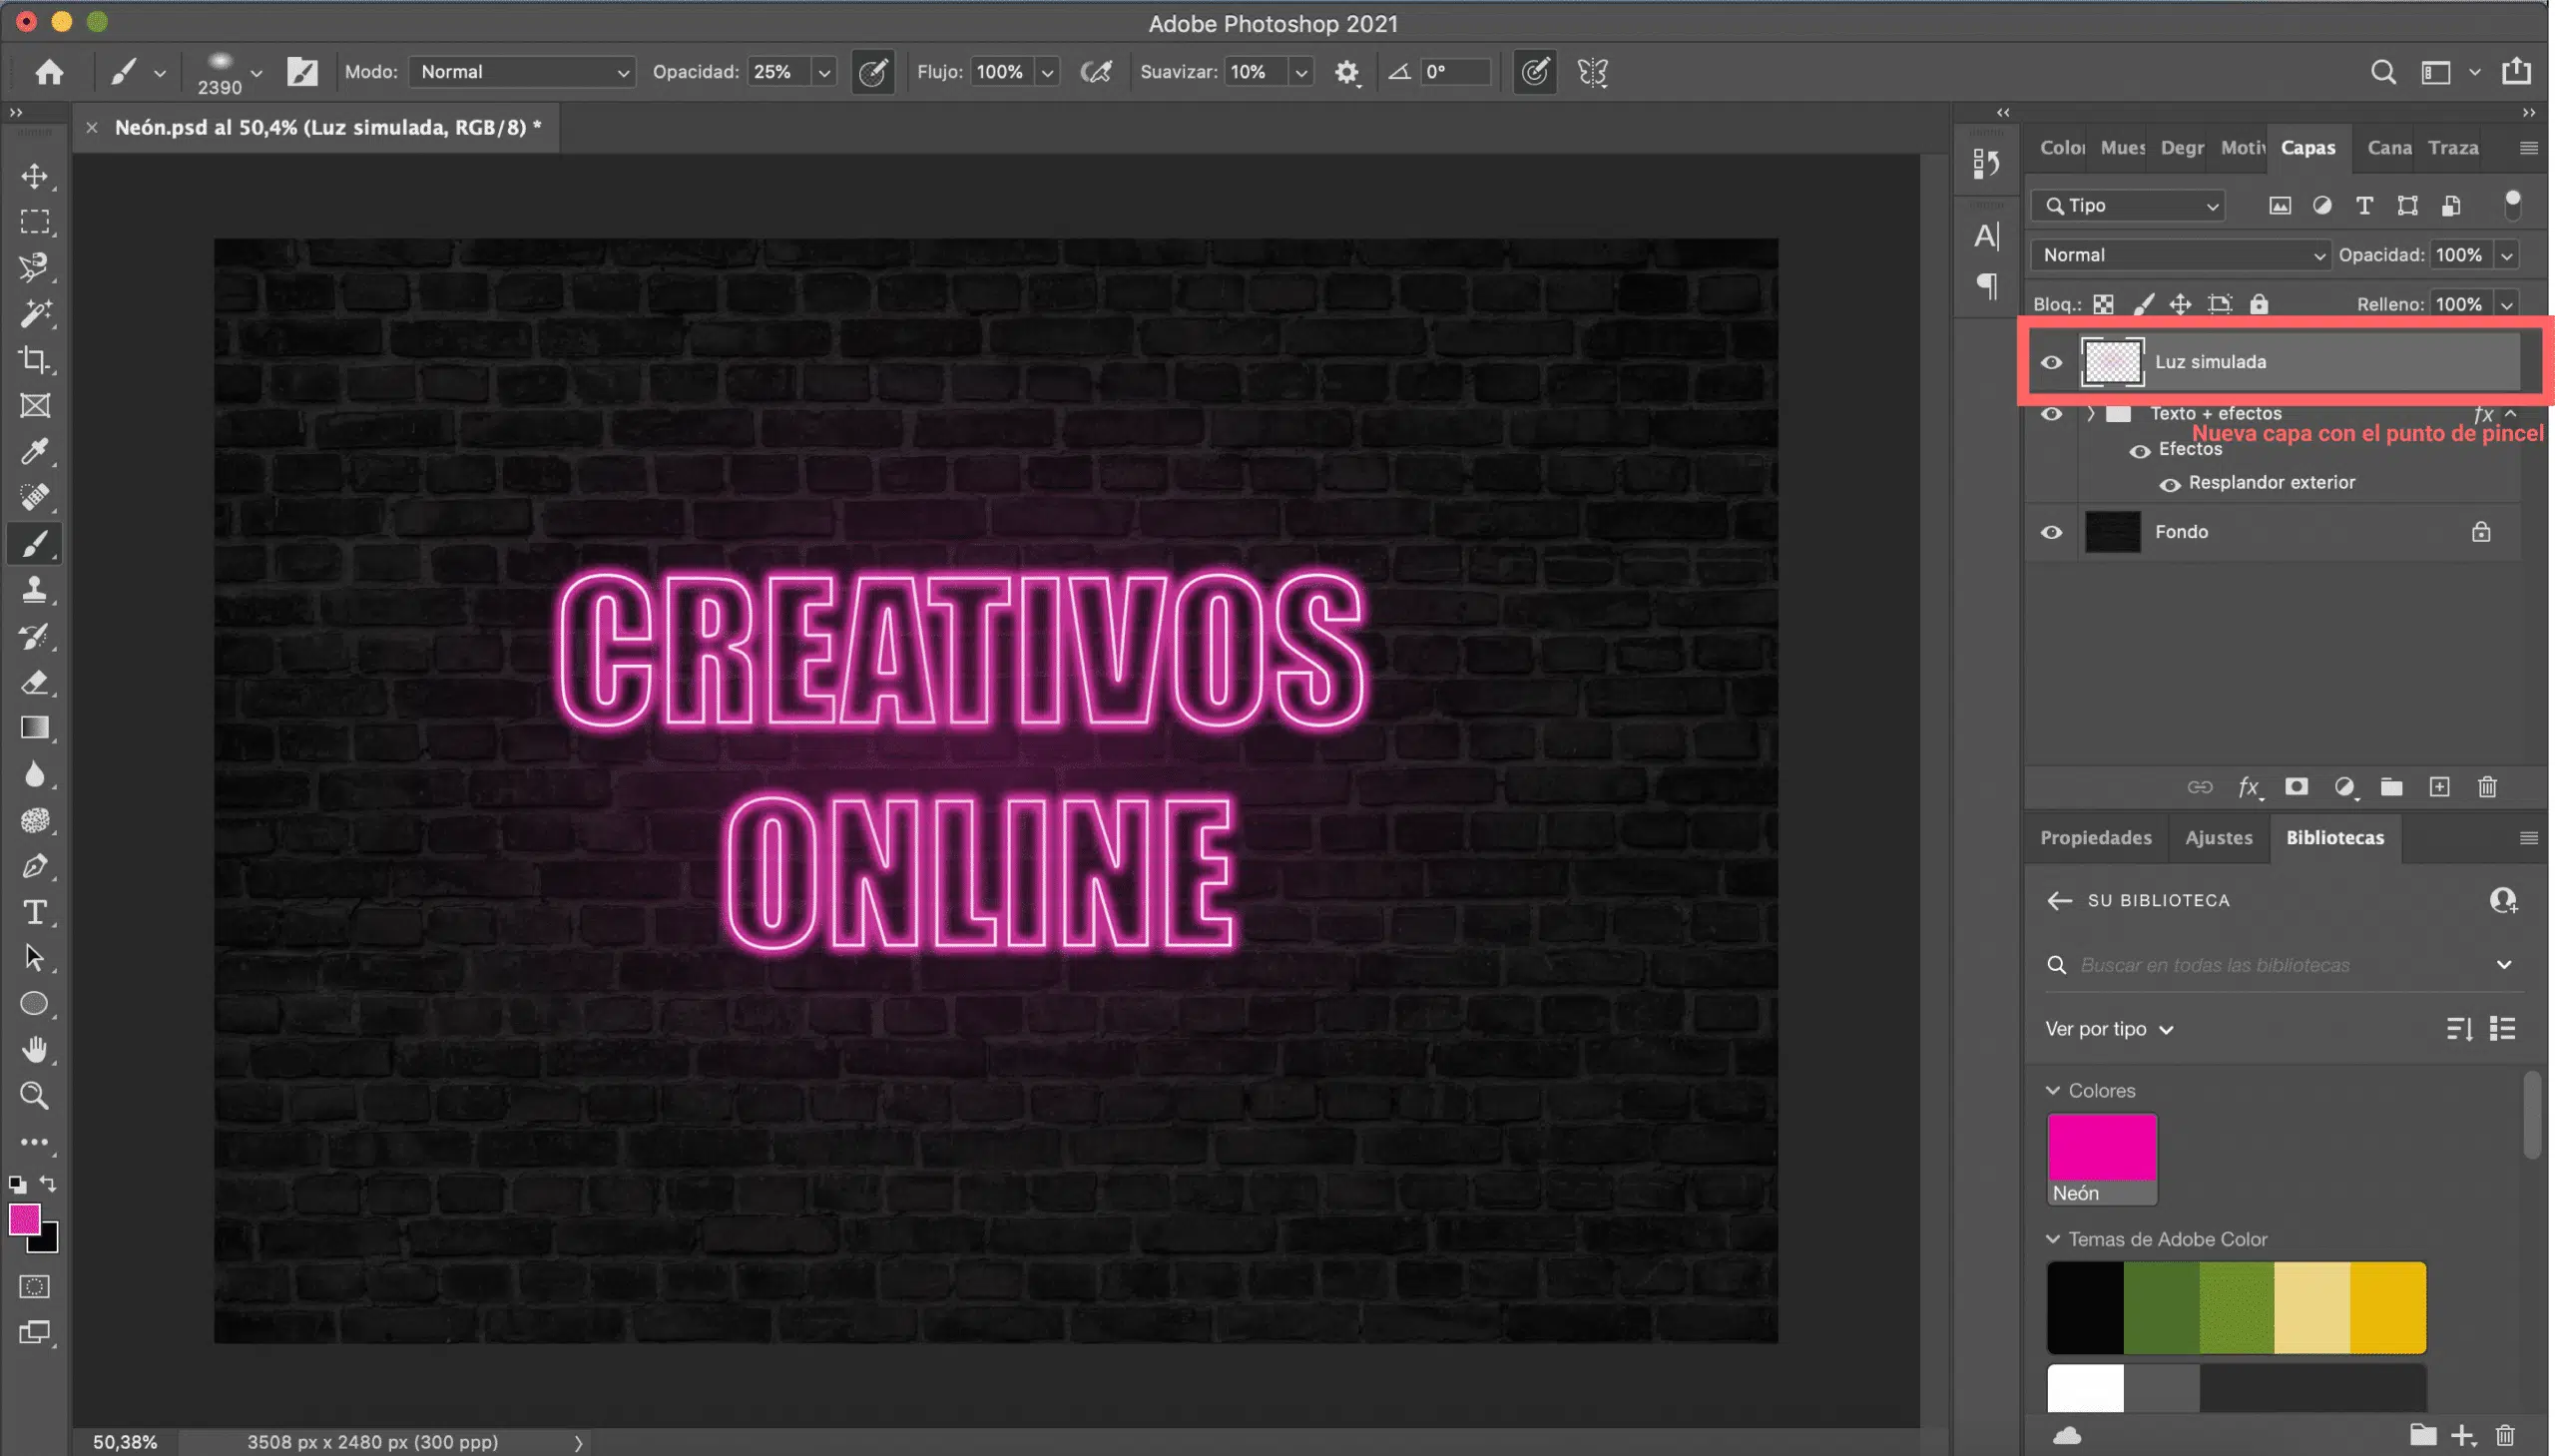 Adobe Photoshop 2021
2390
Modo: Normal
Opacidad: 25%
Flujo: 100%
Suavizar: 10%
0°
Neón.psd al 50,4% (Luz simulada, RGB/8) *
Color Mues Degr Motiv Capas Cana Traza
Tipo
Normal Opacidad: 100%
Bloq.: Relleno: 100%
Luz simulada
Texto + efectos fx
Nueva capa con el punto de pincel
Efectos
Resplandor exterior
Fondo
CREATIVOS
ONLINE
fx
Propiedades Ajustes Bibliotecas
SU BIBLIOTECA
Buscar en todas las bibliotecas
Ver por tipo
Colores
Neón
Temas de Adobe Color
50,38% 3508 px x 2480 px (300 ppp)